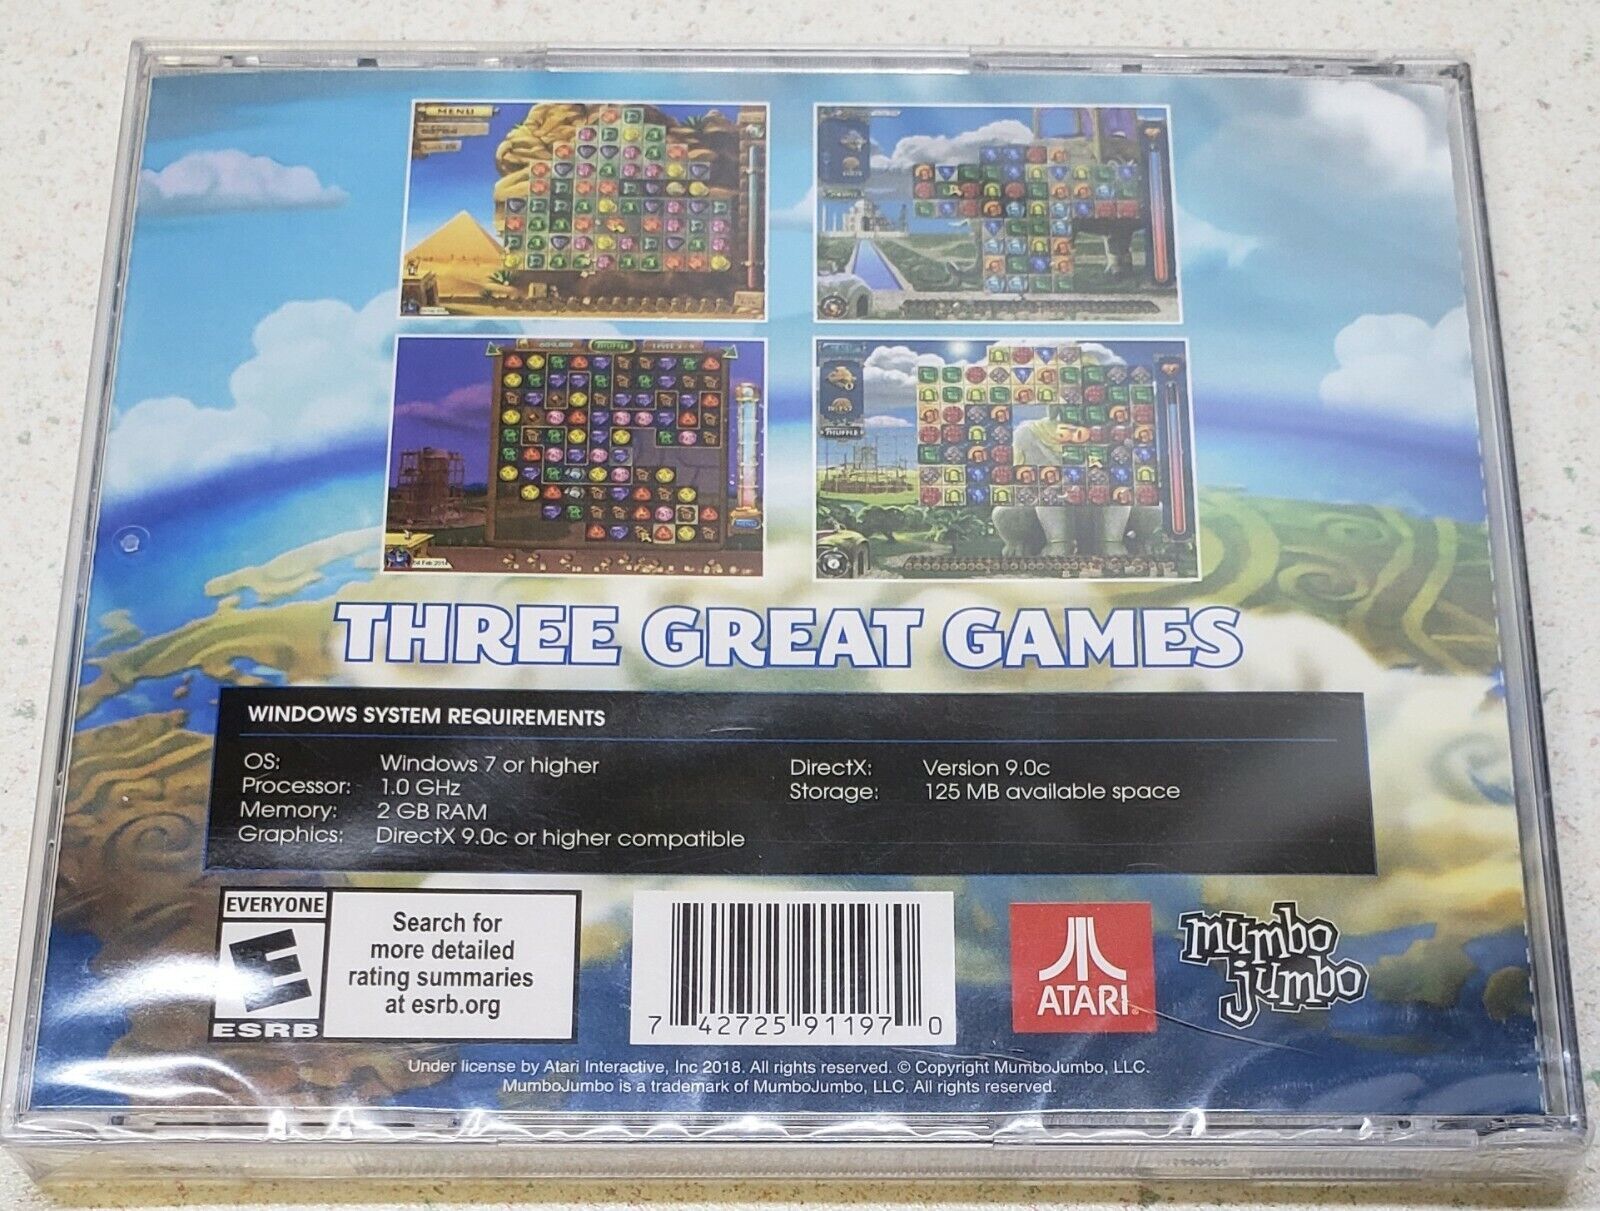 MENU
THREE GREAT GAMES
WINDOWS SYSTEM REQUIREMENTS
OS: Windows 7 or higher
Processor: 1.0 GHz
Memory: 2 GB RAM
Graphics: DirectX 9.0c or higher compatible
DirectX: Version 9.0c
Storage: 125 MB available space
EVERYONE
E
ESRB
Search for
more detailed
rating summaries
at esrb.org
7 42725 91197 0
ATARI
mumbo
jumbo
Under license by Atari Interactive, Inc 2018. All rights reserved. © Copyright MumboJumbo, LLC.
MumboJumbo is a trademark of MumboJumbo, LLC. All rights reserved.